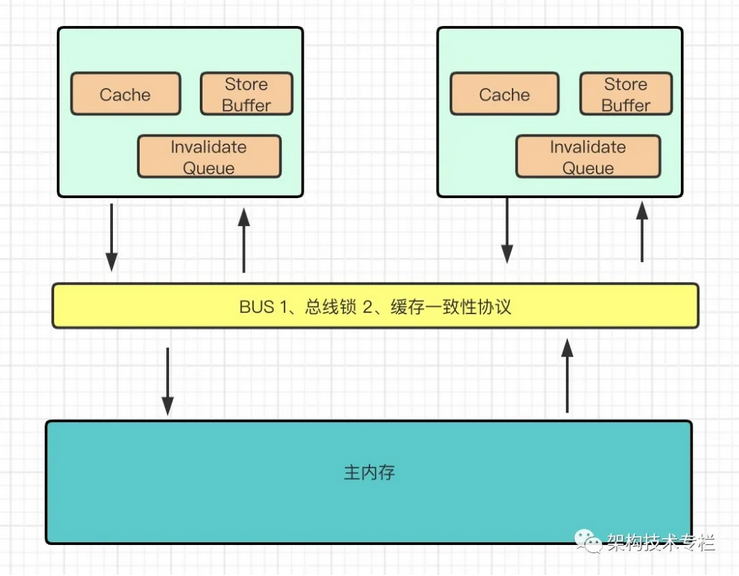 Cache
Store
Buffer
Invalidate
Queue
Cache
Store
Buffer
Invalidate
Queue
BUS 1、总线锁 2、缓存一致性协议
主内存
架构技术专栏